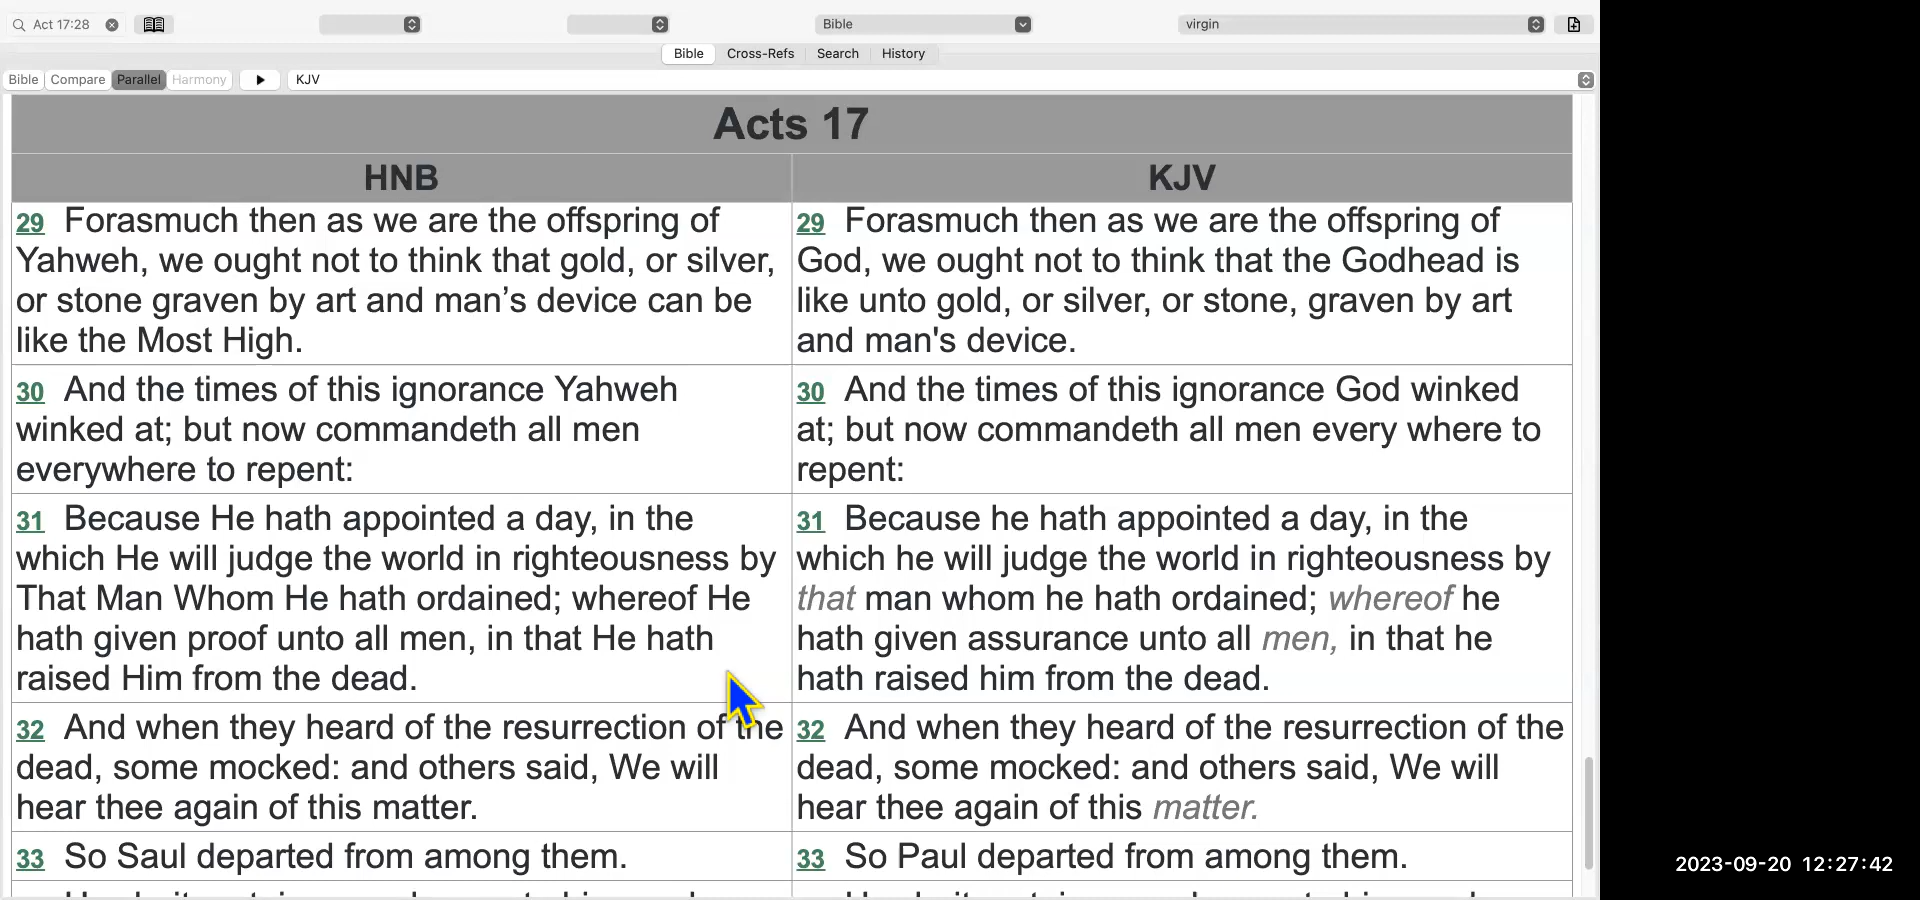 Act 17:28
Bible
virgin
Bible Cross-Refs Search History
Bible Compare Parallel Harmony KJV
Acts 17
HNB
KJV
29 Forasmuch then as we are the offspring of
Yahweh, we ought not to think that gold, or silver,
or stone graven by art and man’s device can be
like the Most High.
29 Forasmuch then as we are the offspring of
God, we ought not to think that the Godhead is
like unto gold, or silver, or stone, graven by art
and man's device.
30 And the times of this ignorance Yahweh
winked at; but now commandeth all men
everywhere to repent:
30 And the times of this ignorance God winked
at; but now commandeth all men every where to
repent:
31 Because He hath appointed a day, in the
which He will judge the world in righteousness by
That Man Whom He hath ordained; whereof He
hath given proof unto all men, in that He hath
raised Him from the dead.
31 Because he hath appointed a day, in the
which he will judge the world in righteousness by
that man whom he hath ordained; whereof he
hath given assurance unto all men, in that he
hath raised him from the dead.
32 And when they heard of the resurrection of the
dead, some mocked: and others said, We will
hear thee again of this matter.
32 And when they heard of the resurrection of the
dead, some mocked: and others said, We will
hear thee again of this matter.
33 So Saul departed from among them.
33 So Paul departed from among them.
2023-09-20 12:27:42